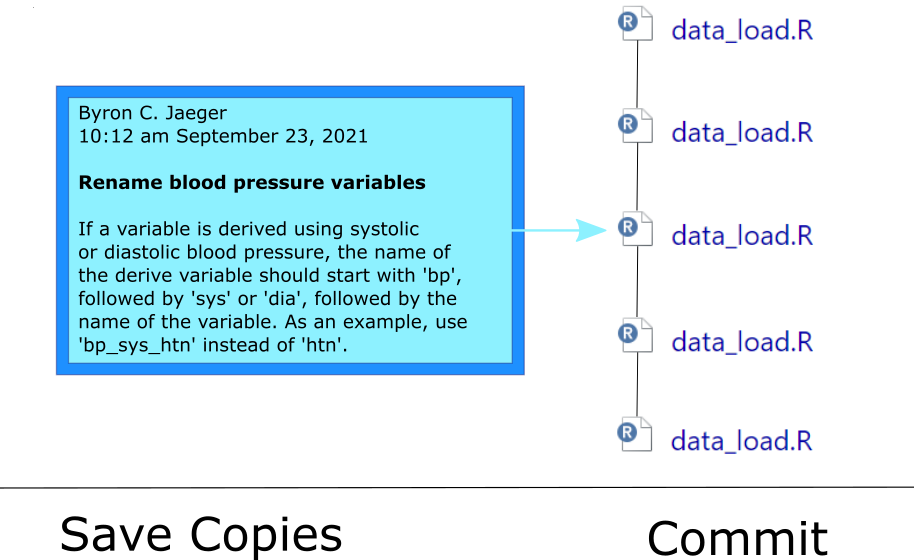 Byron C. Jaeger
10:12 am September 23, 2021
Rename blood pressure variables
If a variable is derived using systolic
or diastolic blood pressure, the name of
the derive variable should start with 'bp',
followed by 'sys' or 'dia', followed by the
name of the variable. As an example, use
'bp_sys_htn' instead of 'htn'.
R data_load.R
R data_load.R
R data_load.R
R data_load.R
R data_load.R
Save Copies
Commit